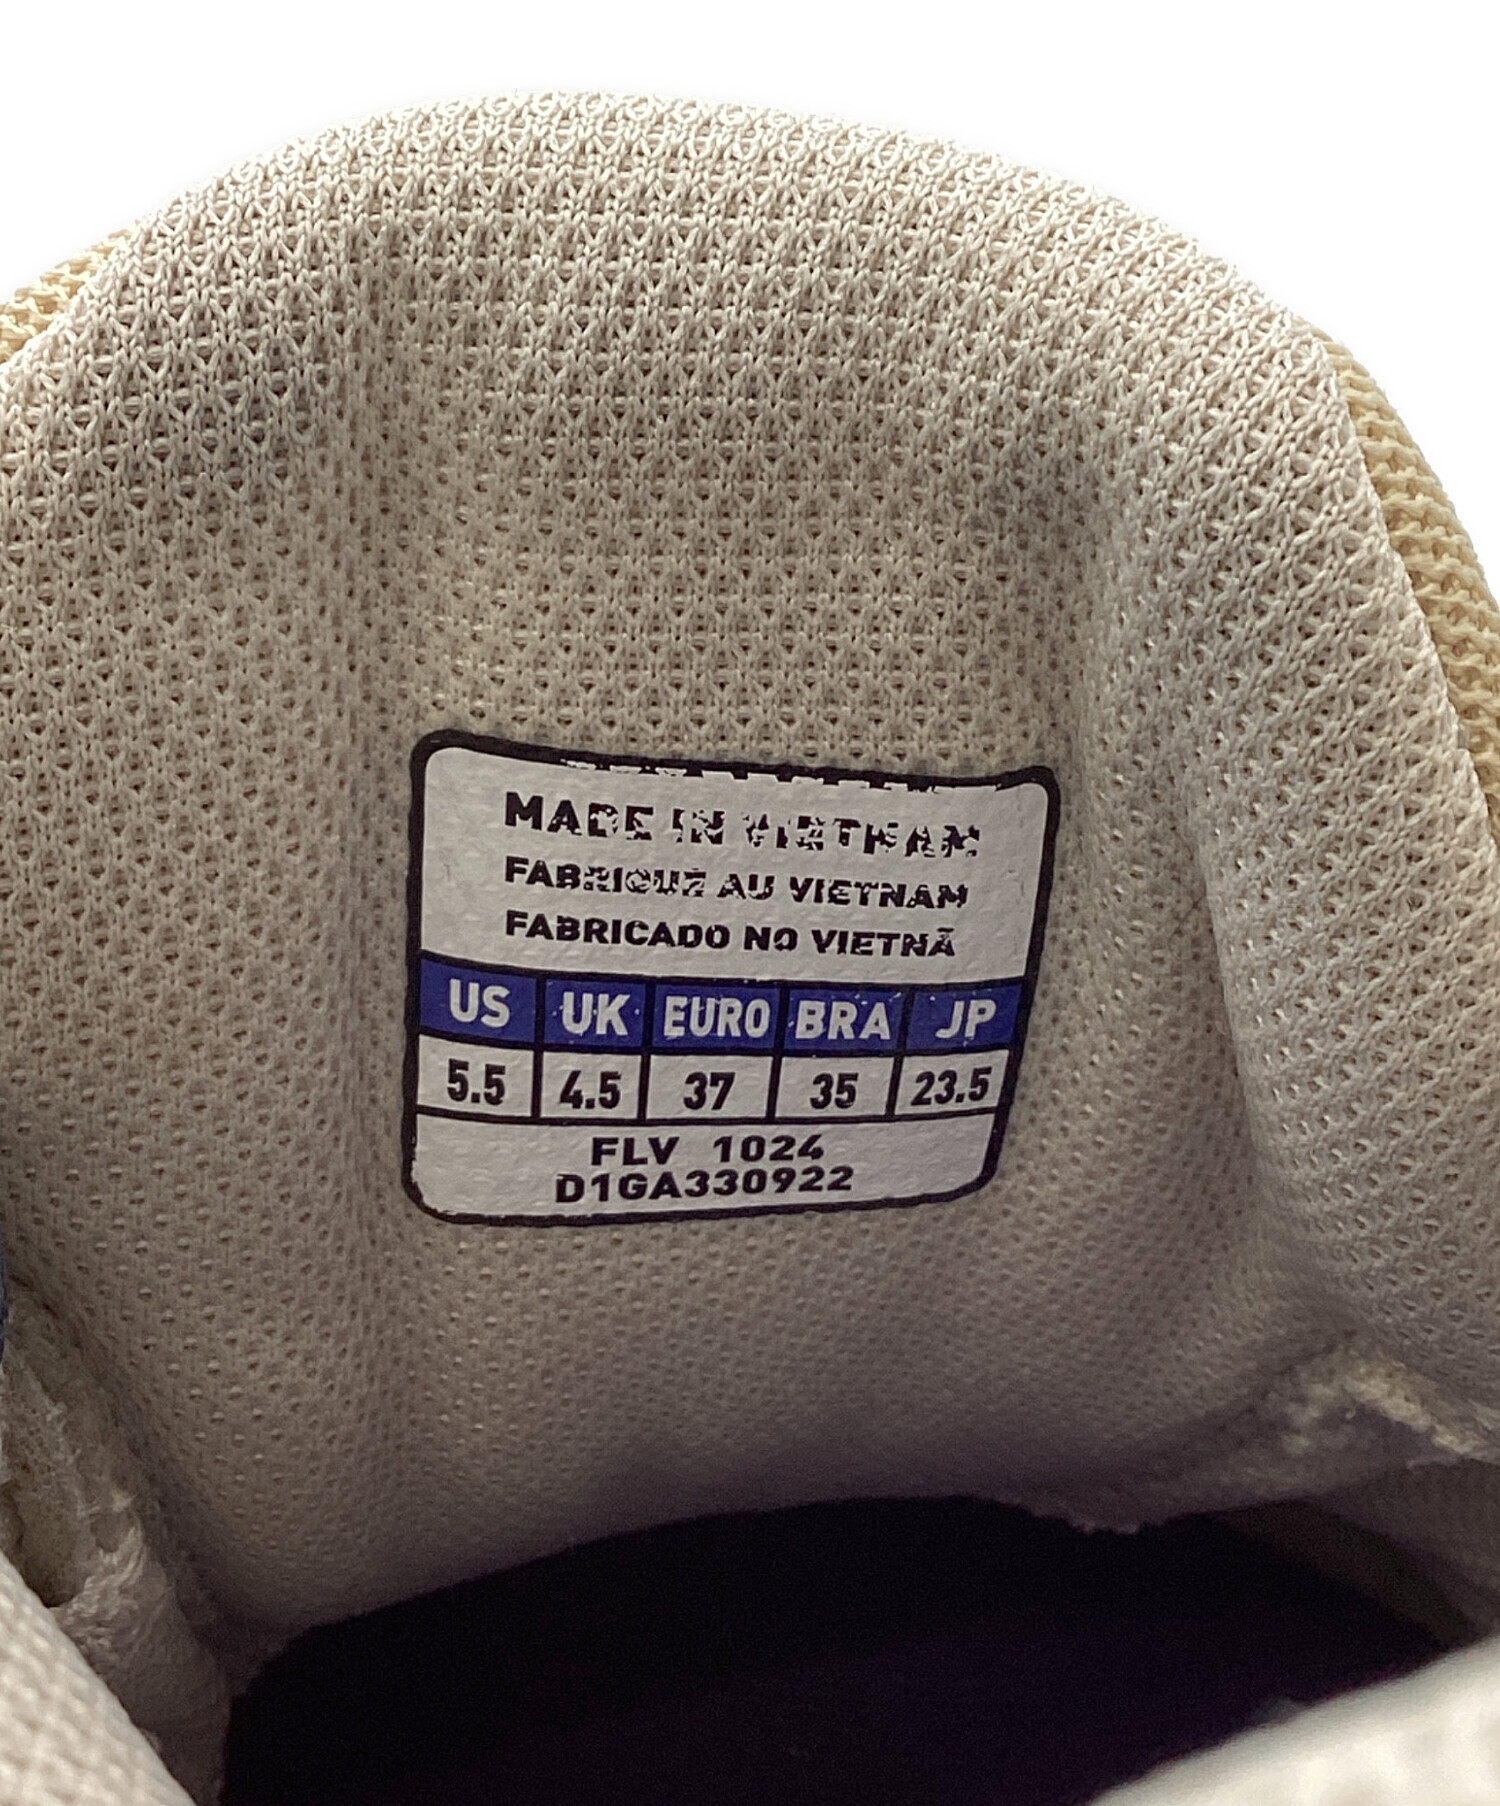 MADE IN VIETNAM
FABRIQUÉ AU VIETNAM
FABRICADO NO VIETNÃ
US UK EURO BRA JP
5.5 4.5 37 35 23.5
FLV 1024
D1GA330922